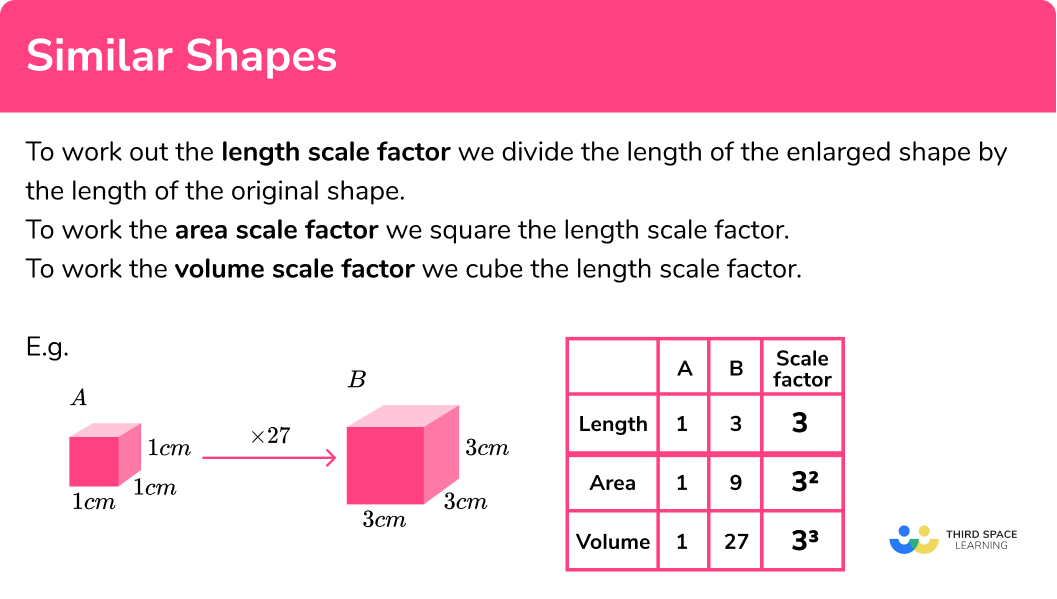 Similar Shapes
To work out the length scale factor we divide the length of the enlarged shape by
the length of the original shape.
To work the area scale factor we square the length scale factor.
To work the volume scale factor we cube the length scale factor.
E.g.
A
1cm
1cm
1cm
×27
B
3cm
3cm
3cm
A B Scale factor
Length 1 3 3
Area 1 9 3²
Volume 1 27 3³
THIRD SPACE
LEARNING